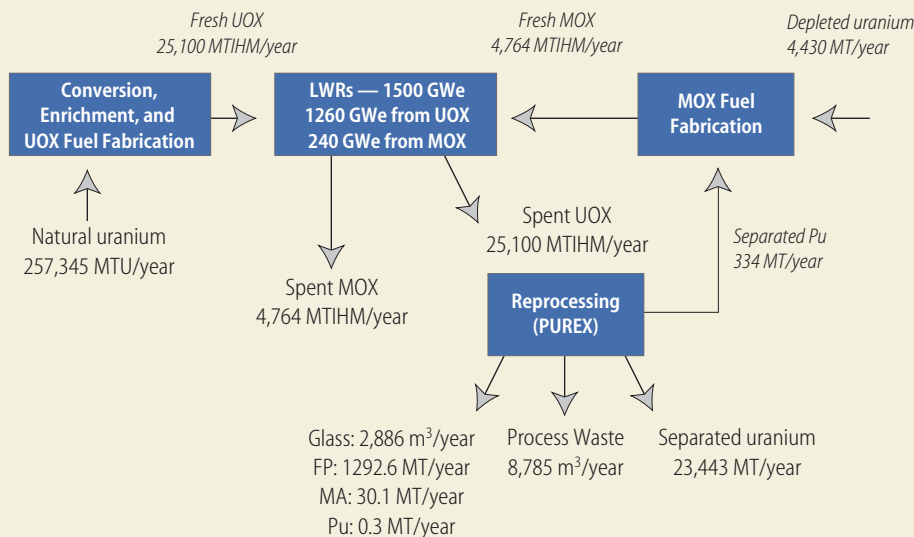 Fresh UOX
25,100 MTIHM/year
Fresh MOX
4,764 MTIHM/year
Depleted uranium
4,430 MT/year
Conversion,
Enrichment, and
UOX Fuel Fabrication
LWRs — 1500 GWe
1260 GWe from UOX
240 GWe from MOX
MOX Fuel
Fabrication
Natural uranium
257,345 MTU/year
Spent MOX
4,764 MTIHM/year
Spent UOX
25,100 MTIHM/year
Separated Pu
334 MT/year
Reprocessing
(PUREX)
Glass: 2,886 m³/year
FP: 1292.6 MT/year
MA: 30.1 MT/year
Pu: 0.3 MT/year
Process Waste
8,785 m³/year
Separated uranium
23,443 MT/year